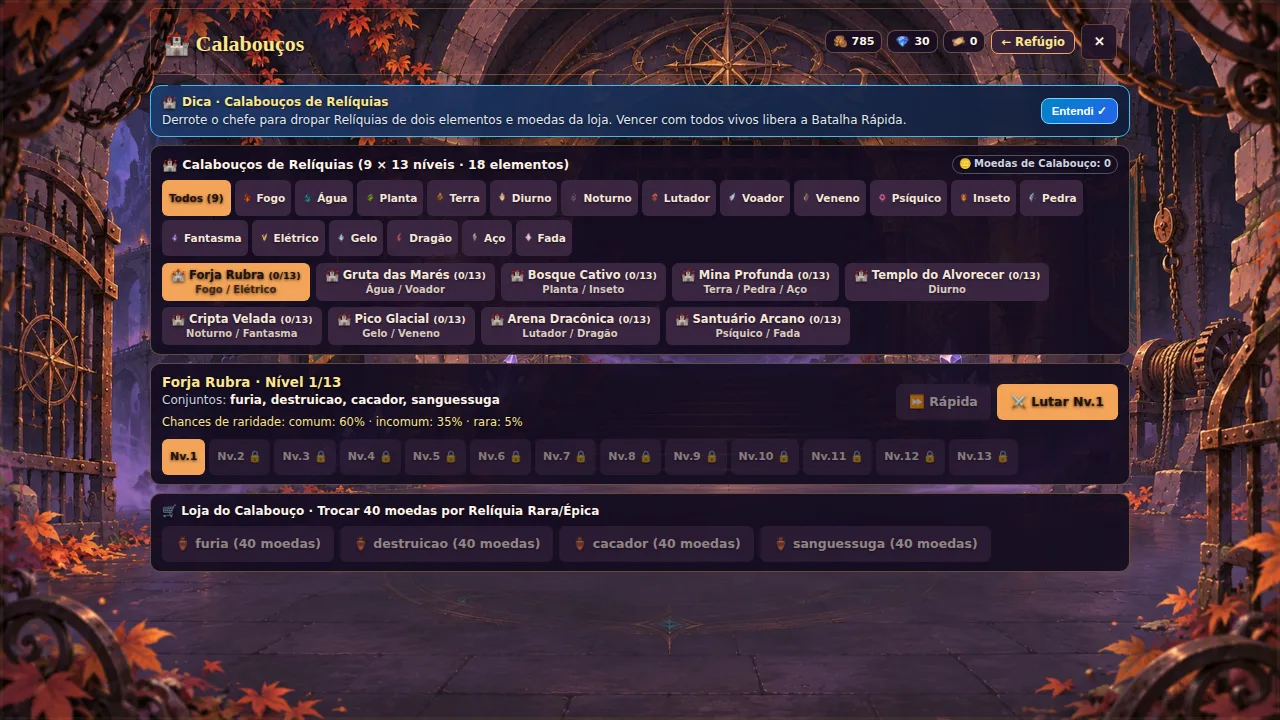 Calabouços
785
30
0
← Refúgio
×
Dica · Calabouços de Relíquias
Derrote o chefe para dropar Relíquias de dois elementos e moedas da loja. Vencer com todos vivos libera a Batalha Rápida.
Entendi ✓
Calabouços de Relíquias (9 × 13 níveis · 18 elementos)
Moedas de Calabouço: 0
Todos (9) Fogo Água Planta Terra Diurno Noturno Lutador Voador Veneno Psíquico Inseto Pedra
Fantasma Elétrico Gelo Dragão Aço Fada
Forja Rubra (0/13) Gruta das Marés (0/13) Bosque Cativo (0/13) Mina Profunda (0/13) Templo do Alvorecer (0/13)
Fogo / Elétrico Água / Voador Planta / Inseto Terra / Pedra / Aço Diurno
Cripta Velada (0/13) Pico Glacial (0/13) Arena Dracônica (0/13) Santuário Arcano (0/13)
Noturno / Fantasma Gelo / Veneno Lutador / Dragão Psíquico / Fada
Forja Rubra · Nível 1/13
Conjuntos: furia, destruicao, cacador, sanguessuga
Chances de raridade: comum: 60% · incomum: 35% · rara: 5%
Rápida
Lutar Nv.1
Nv.1 Nv.2 Nv.3 Nv.4 Nv.5 Nv.6 Nv.7 Nv.8 Nv.9 Nv.10 Nv.11 Nv.12 Nv.13
Loja do Calabouço · Trocar 40 moedas por Relíquia Rara/Épica
furia (40 moedas) destruicao (40 moedas) cacador (40 moedas) sanguessuga (40 moedas)